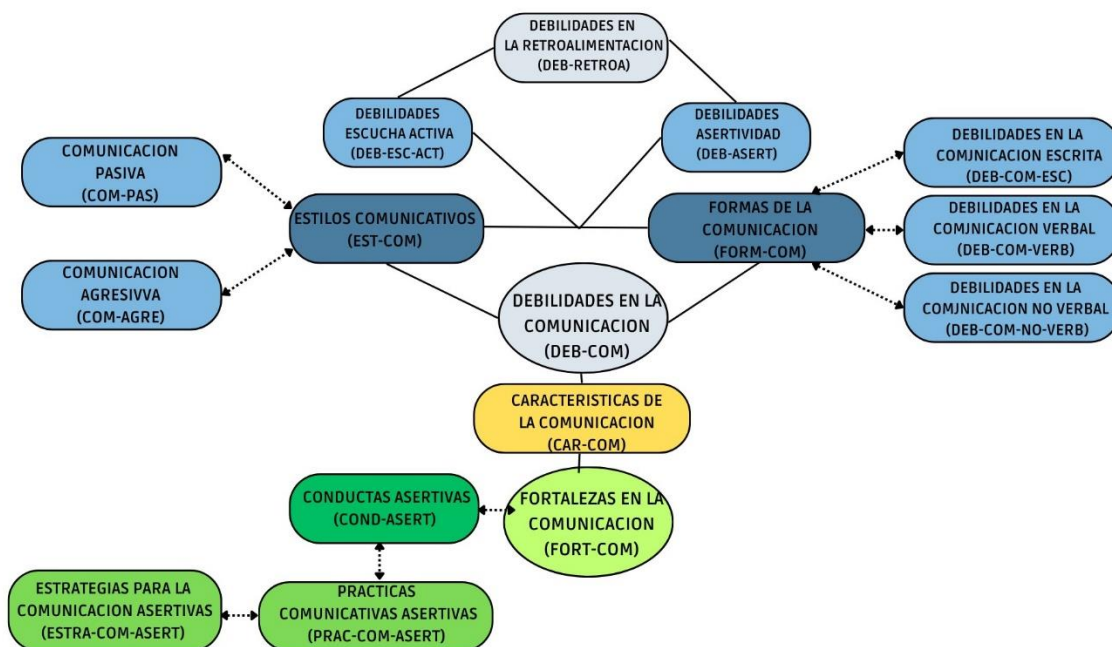 DEBILIDADES EN
LA RETROALIMENTACION
(DEB-RETROA)
DEBILIDADES
ESCUCHA ACTIVA
(DEB-ESC-ACT)
DEBILIDADES
ASERTIVIDAD
(DEB-ASERT)
COMUNICACION
PASIVA
(COM-PAS)
DEBILIDADES EN LA
COMJNICACION ESCRITA
(DEB-COM-ESC)
ESTILOS COMUNICATIVOS
(EST-COM)
FORMAS DE LA
COMUNICACION
(FORM-COM)
DEBILIDADES EN LA
COMJNICACION VERBAL
(DEB-COM-VERB)
COMUNICACION
AGRESIVVA
(COM-AGRE)
DEBILIDADES EN LA
COMJNICACION NO VERBAL
(DEB-COM-NO-VERB)
DEBILIDADES EN LA
COMUNICACION
(DEB-COM)
CARACTERISTICAS DE
LA COMUNICACION
(CAR-COM)
CONDUCTAS ASERTIVAS
(COND-ASERT)
FORTALEZAS EN LA
COMUNICACION
(FORT-COM)
ESTRATEGIAS PARA LA
COMUNICACION ASERTIVAS
(ESTRA-COM-ASERT)
PRACTICAS
COMUNICATIVAS ASERTIVAS
(PRAC-COM-ASERT)